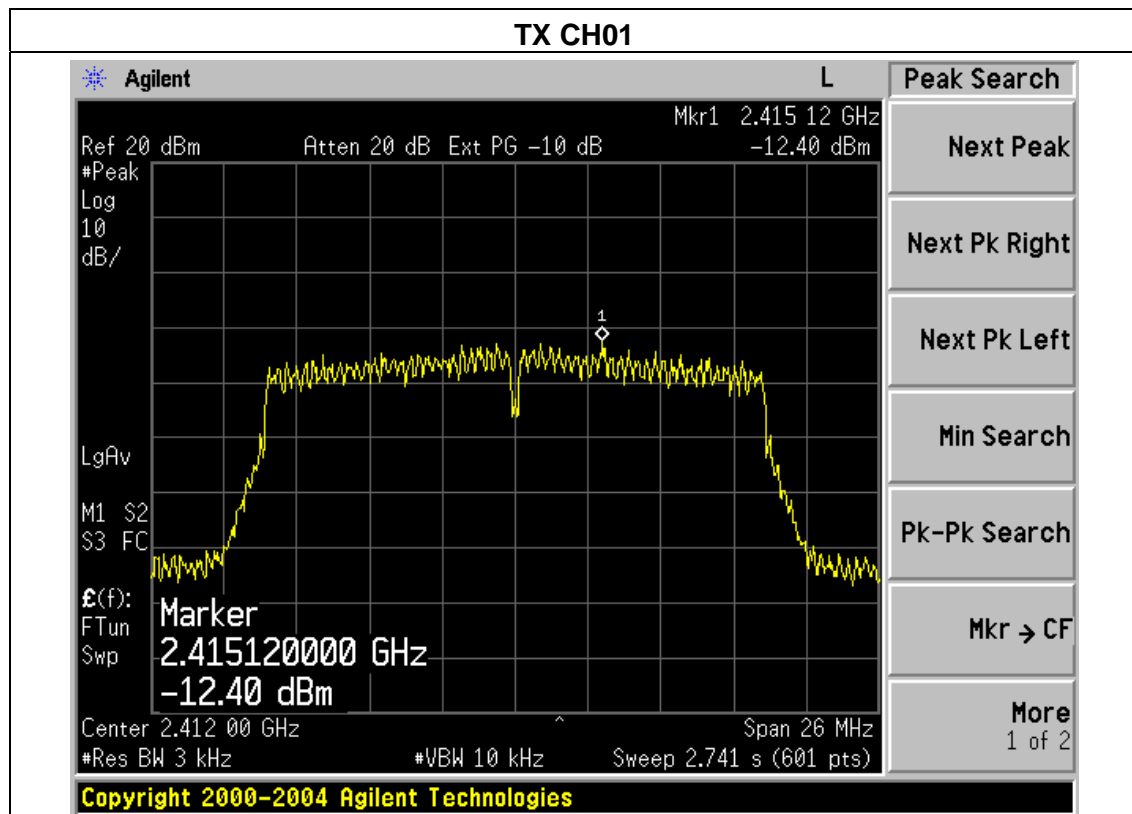 TX CH01
Agilent L Peak Search
Mkr1 2.415 12 GHz
Ref 20 dBm Atten 20 dB Ext PG -10 dB -12.40 dBm
#Peak
Log
10
dB/
1
LgAv
M1 S2
S3 FC
£(f):
FTun
Swp
Marker
2.415120000 GHz
-12.40 dBm
Center 2.412 00 GHz ^ Span 26 MHz
#Res BW 3 kHz #VBW 10 kHz Sweep 2.741 s (601 pts)
Copyright 2000-2004 Agilent Technologies
Next Peak
Next Pk Right
Next Pk Left
Min Search
Pk-Pk Search
Mkr → CF
More
1 of 2